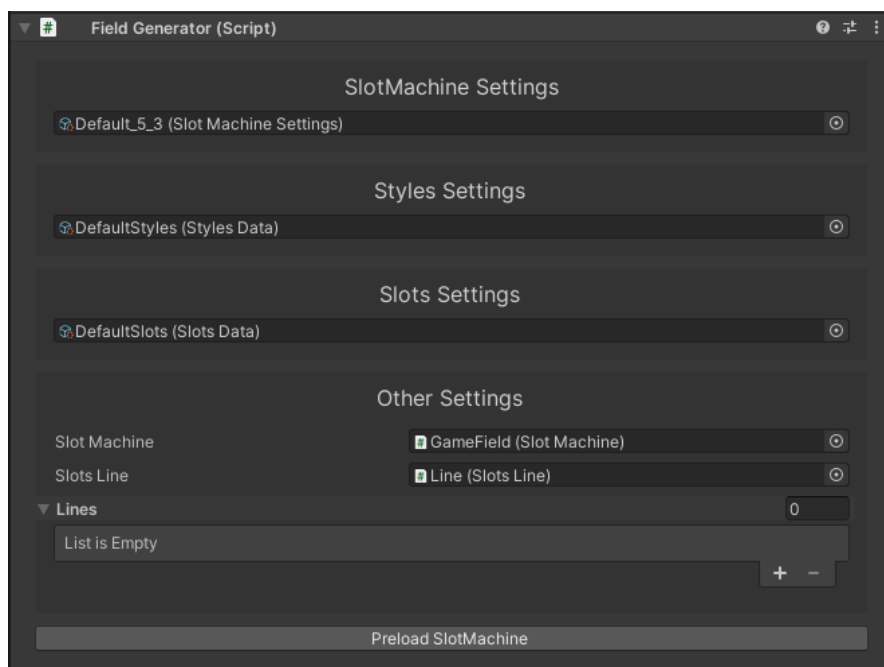 Field Generator (Script)
SlotMachine Settings
Default_5_3 (Slot Machine Settings)
Styles Settings
DefaultStyles (Styles Data)
Slots Settings
DefaultSlots (Slots Data)
Other Settings
Slot Machine GameField (Slot Machine)
Slots Line Line (Slots Line)
Lines 0
List is Empty
Preload SlotMachine